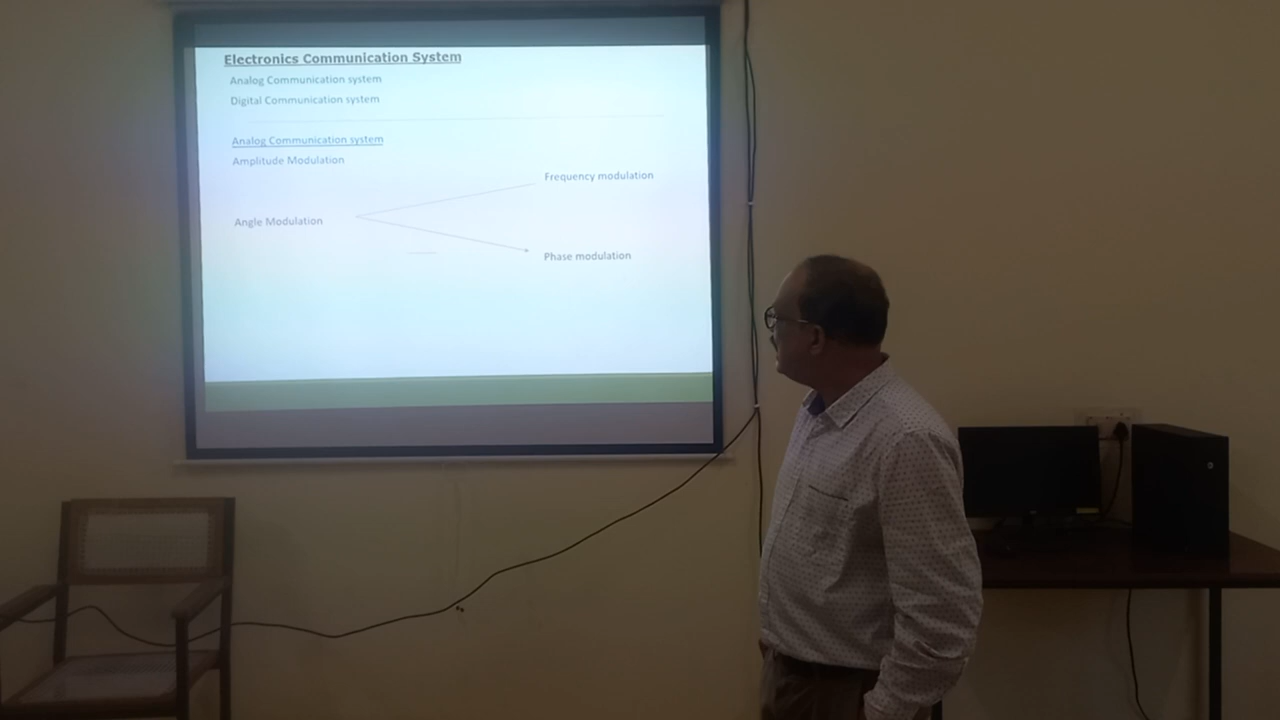 Electronics Communication System
Analog Communication system
Digital Communication system
Analog Communication system
Amplitude Modulation
Frequency modulation
Angle Modulation
Phase modulation